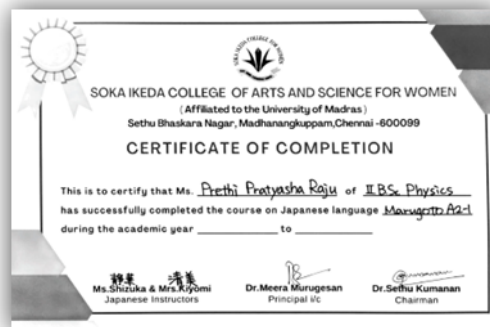 SOKA IKEDA COLLEGE OF ARTS AND SCIENCE FOR WOMEN
(Affiliated to the University of Madras)
Sethu Bhaskara Nagar, Madhanangkuppam,Chennai -600099
CERTIFICATE OF COMPLETION
This is to certify that Ms. Prethi Pratyasha Raju of II BSc Physics
has successfully completed the course on Japanese language Marugoto A2-1
during the academic year ____________ to ____________
静華 清美
Ms.Shizuka & Mrs.Kiyomi Dr.Meera Murugesan Dr.Sethu Kumanan
Japanese Instructors Principal i/c Chairman